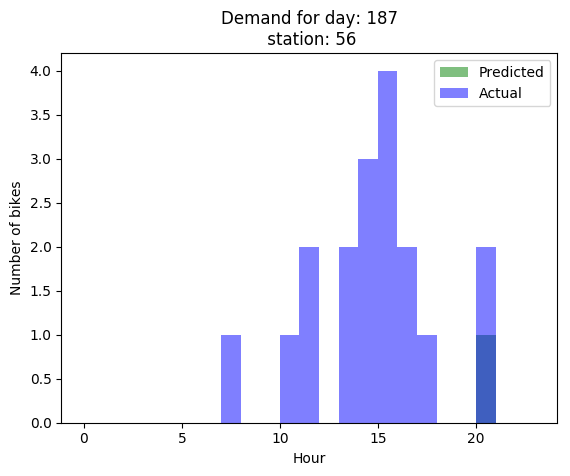 Demand for day: 187
station: 56
Predicted
Actual
4.0
3.5
3.0
2.5
2.0
1.5
1.0
0.5
0.0
Number of bikes
0 5 10 15 20
Hour